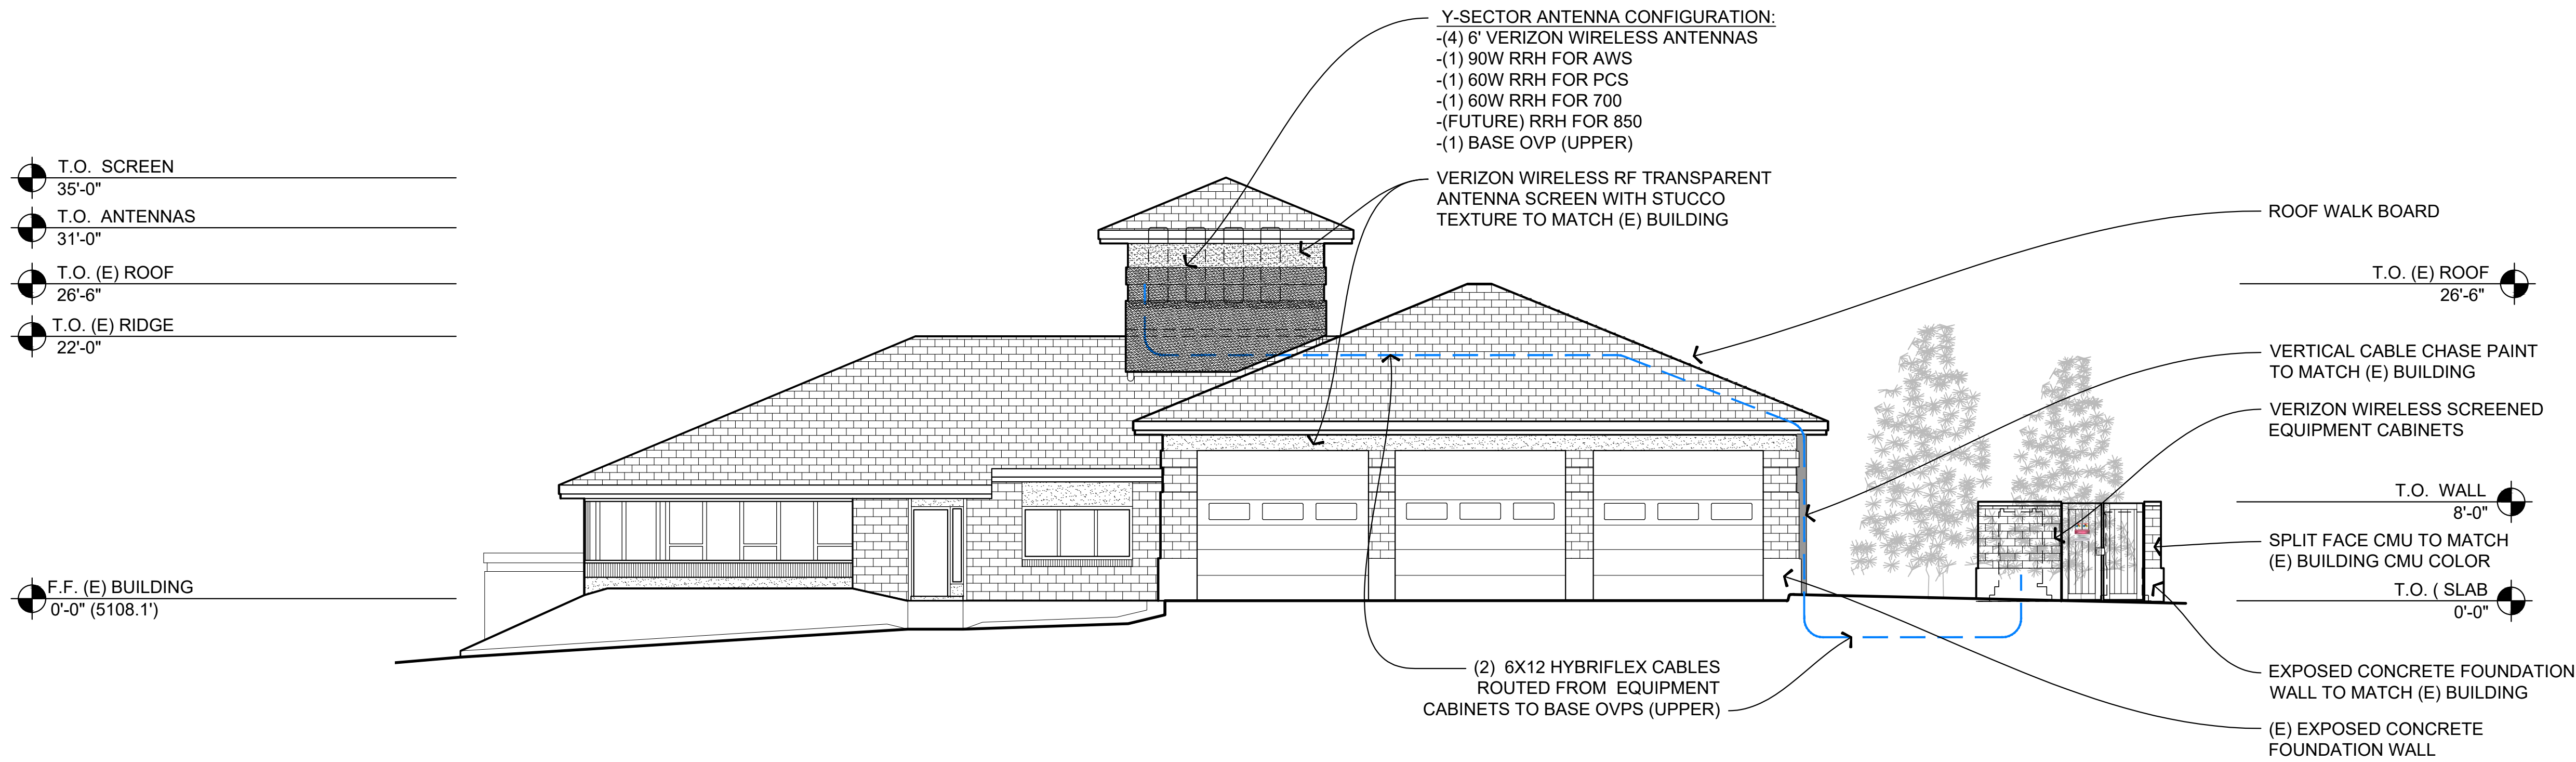 Y-SECTOR ANTENNA CONFIGURATION:
-(4) 6' VERIZON WIRELESS ANTENNAS
-(1) 90W RRH FOR AWS
-(1) 60W RRH FOR PCS
-(1) 60W RRH FOR 700
-(FUTURE) RRH FOR 850
-(1) BASE OVP (UPPER)
VERIZON WIRELESS RF TRANSPARENT
ANTENNA SCREEN WITH STUCCO
TEXTURE TO MATCH (E) BUILDING
T.O. SCREEN
35'-0"
T.O. ANTENNAS
31'-0"
T.O. (E) ROOF
26'-6"
T.O. (E) RIDGE
22'-0"
F.F. (E) BUILDING
0'-0" (5108.1')
ROOF WALK BOARD
T.O. (E) ROOF
26'-6"
VERTICAL CABLE CHASE PAINT
TO MATCH (E) BUILDING
VERIZON WIRELESS SCREENED
EQUIPMENT CABINETS
T.O. WALL
8'-0"
SPLIT FACE CMU TO MATCH
(E) BUILDING CMU COLOR
T.O. ( SLAB
0'-0"
EXPOSED CONCRETE FOUNDATION
WALL TO MATCH (E) BUILDING
(E) EXPOSED CONCRETE
FOUNDATION WALL
(2) 6X12 HYBRIFLEX CABLES
ROUTED FROM EQUIPMENT
CABINETS TO BASE OVPS (UPPER)